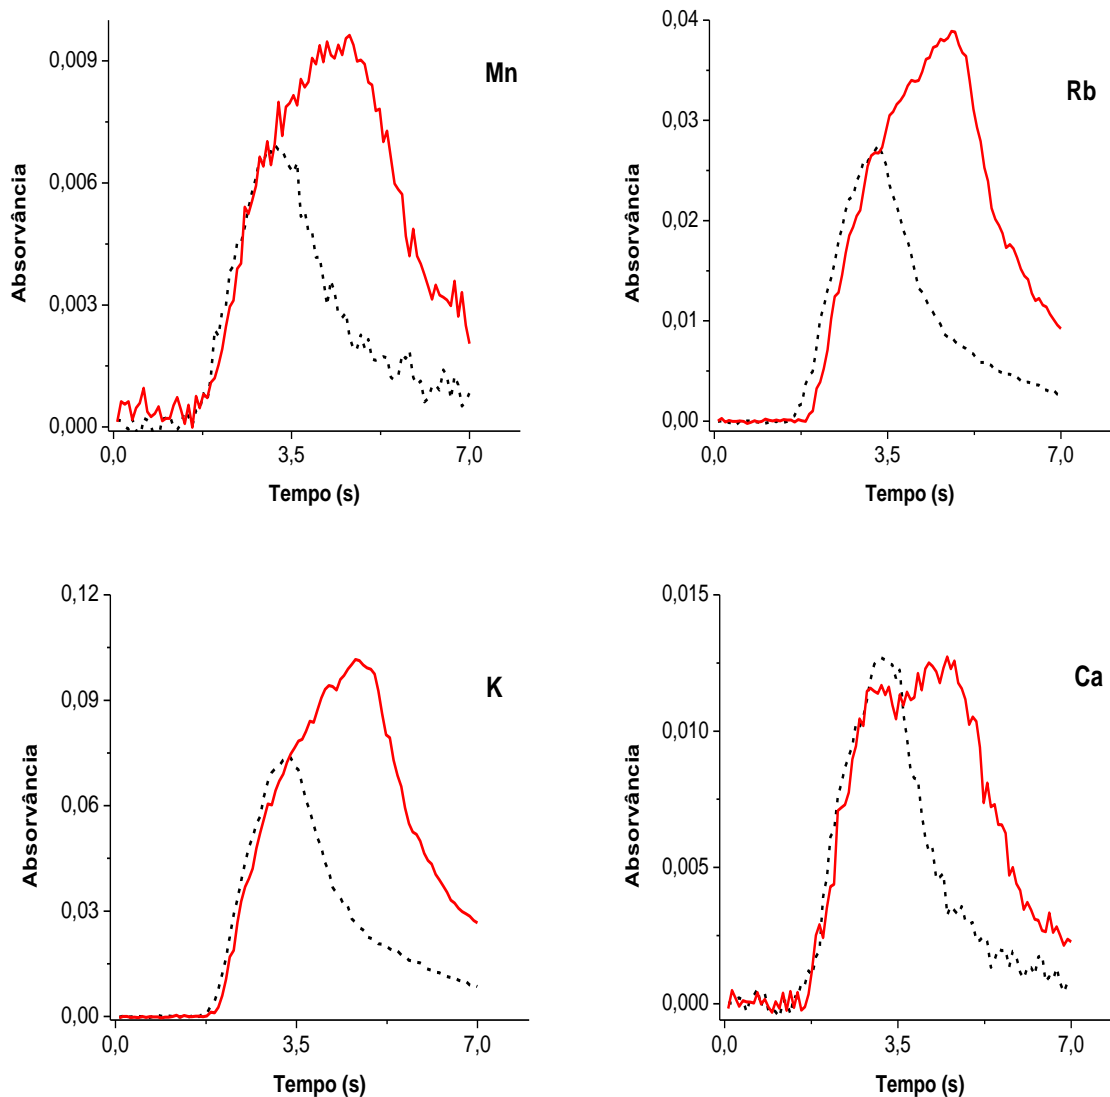 0,009
0,006
0,003
0,000
Absorvância
Mn
0,0
3,5
7,0
Tempo (s)
0,04
0,03
0,02
0,01
0,00
Absorvância
Rb
0,0
3,5
7,0
Tempo (s)
0,12
0,09
0,06
0,03
0,00
Absorvância
K
0,0
3,5
7,0
Tempo (s)
0,015
0,010
0,005
0,000
Absorvância
Ca
0,0
3,5
7,0
Tempo (s)